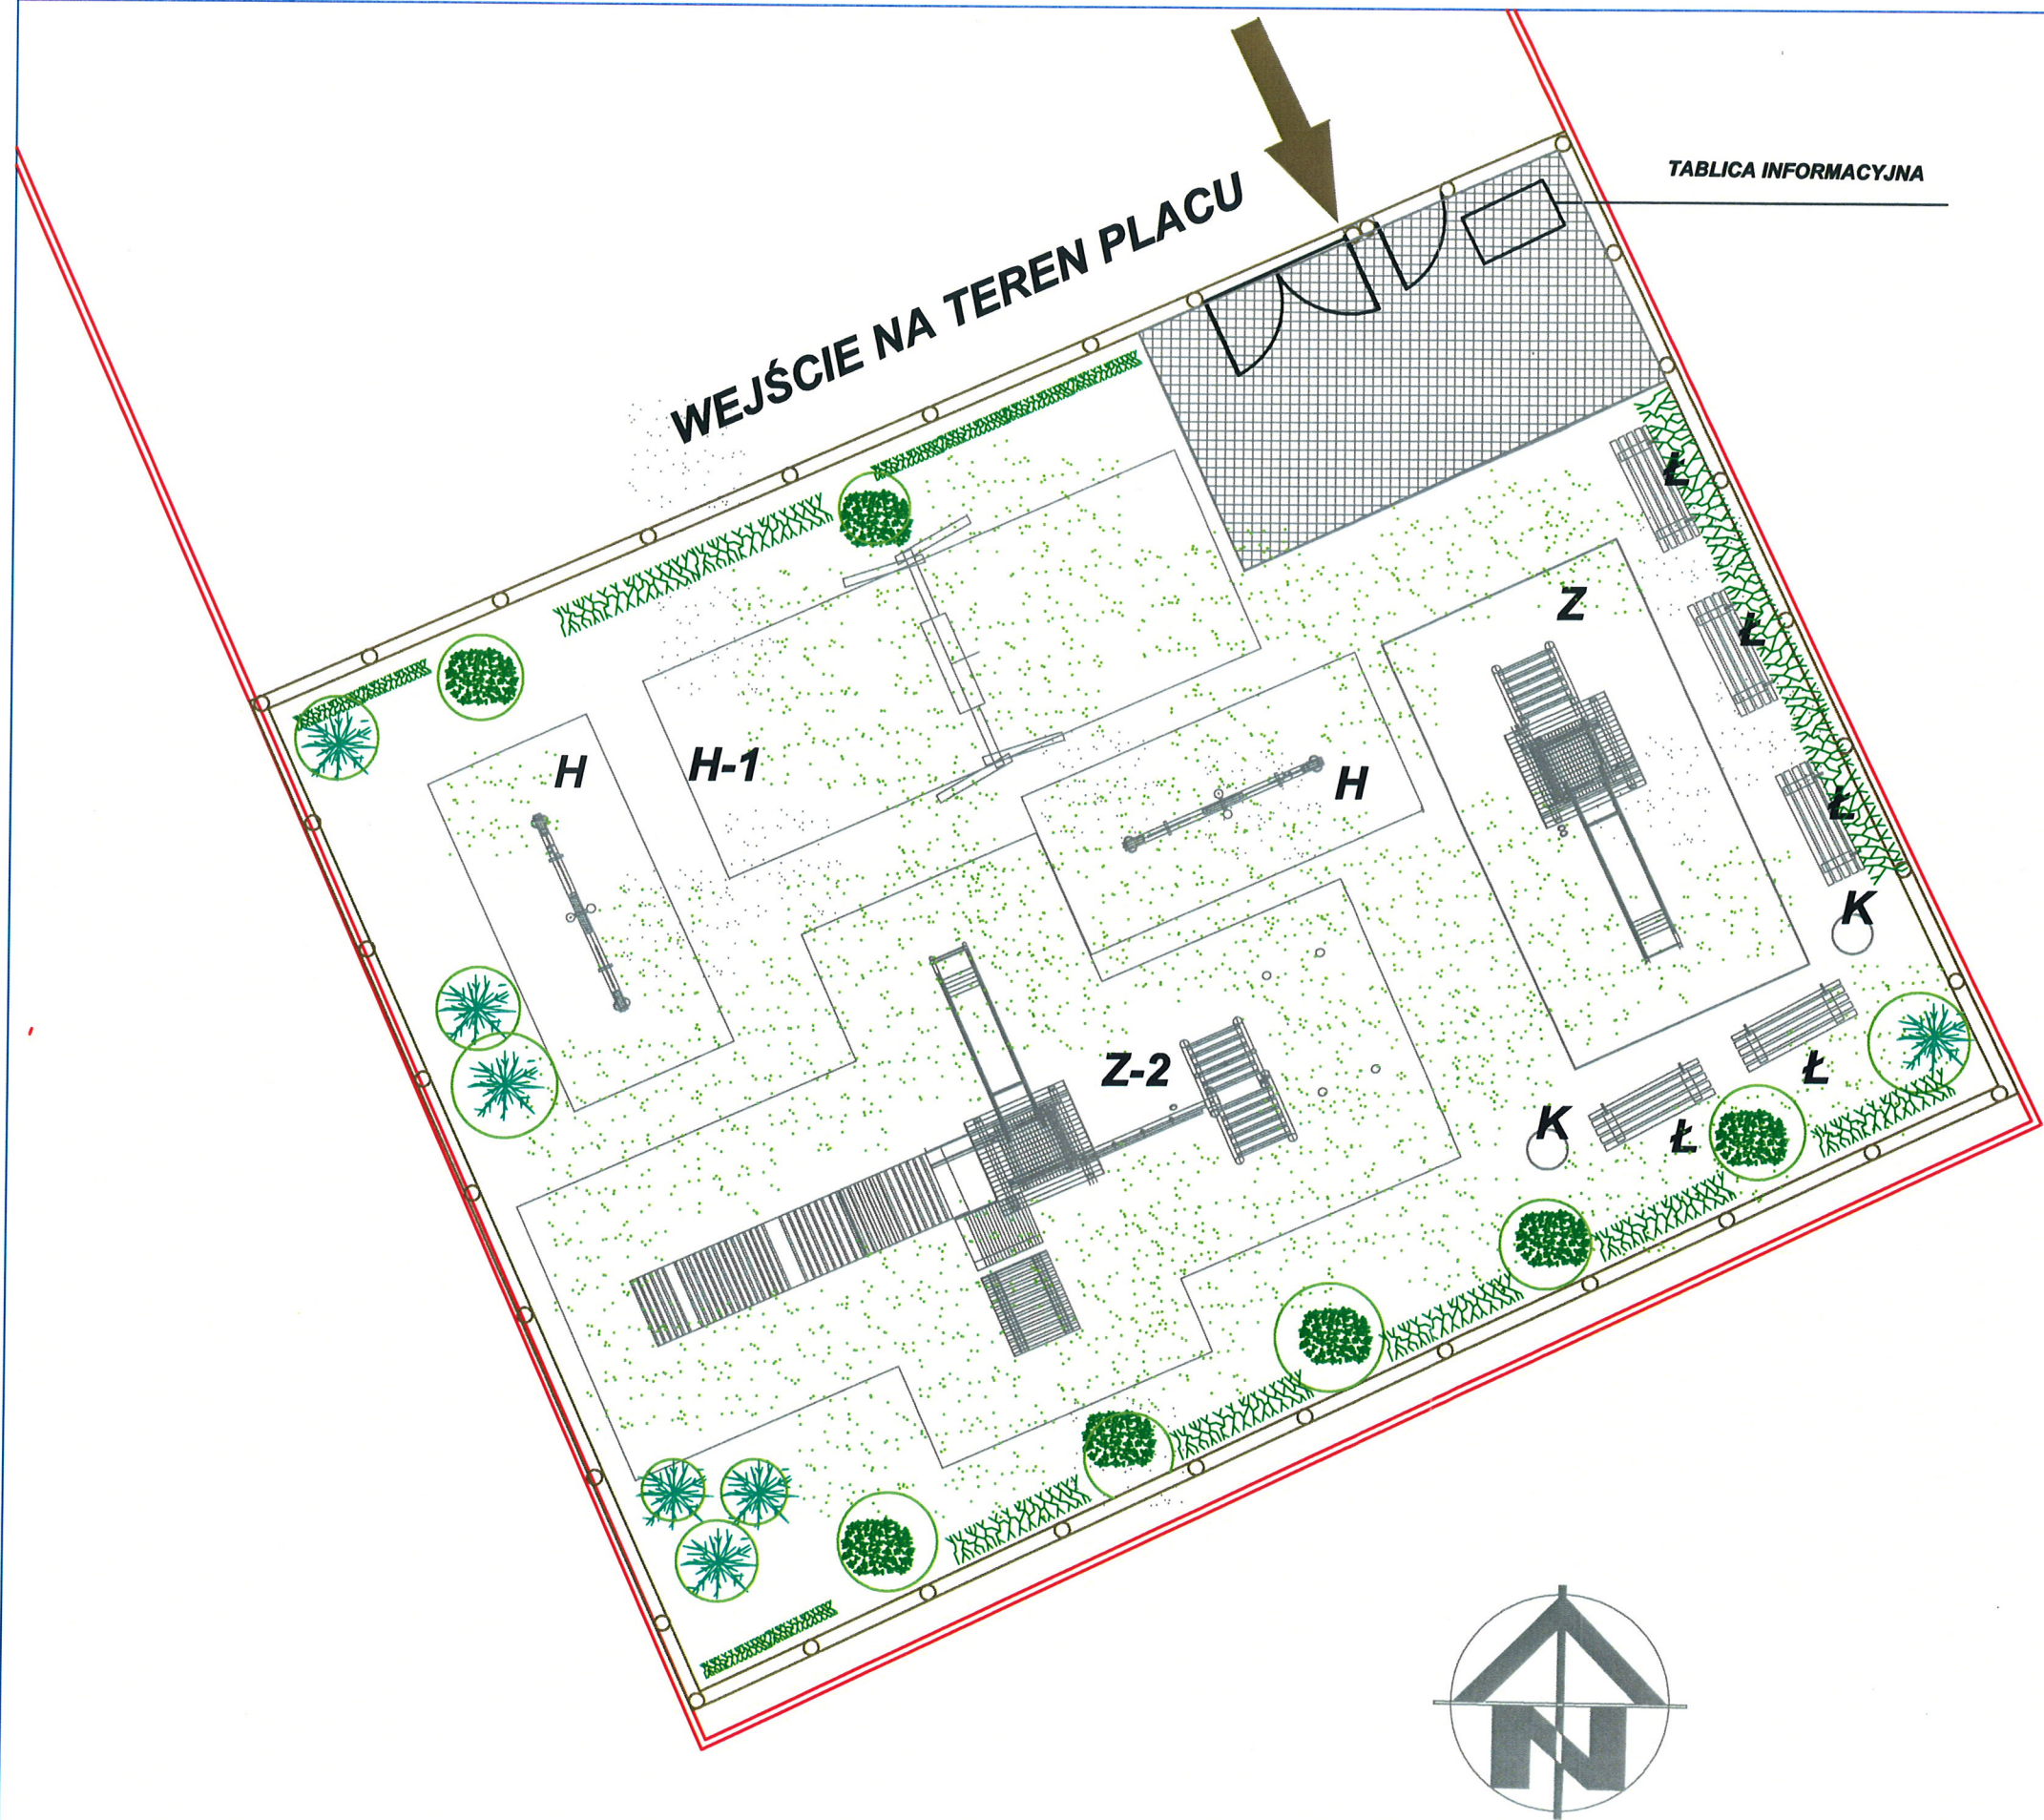 TABLICA INFORMACYJNA
WEJŚCIE NA TEREN PLACU
Ł
Z
Ł
H
H-1
H
Ł
K
Z-2
Ł
K
Ł
N